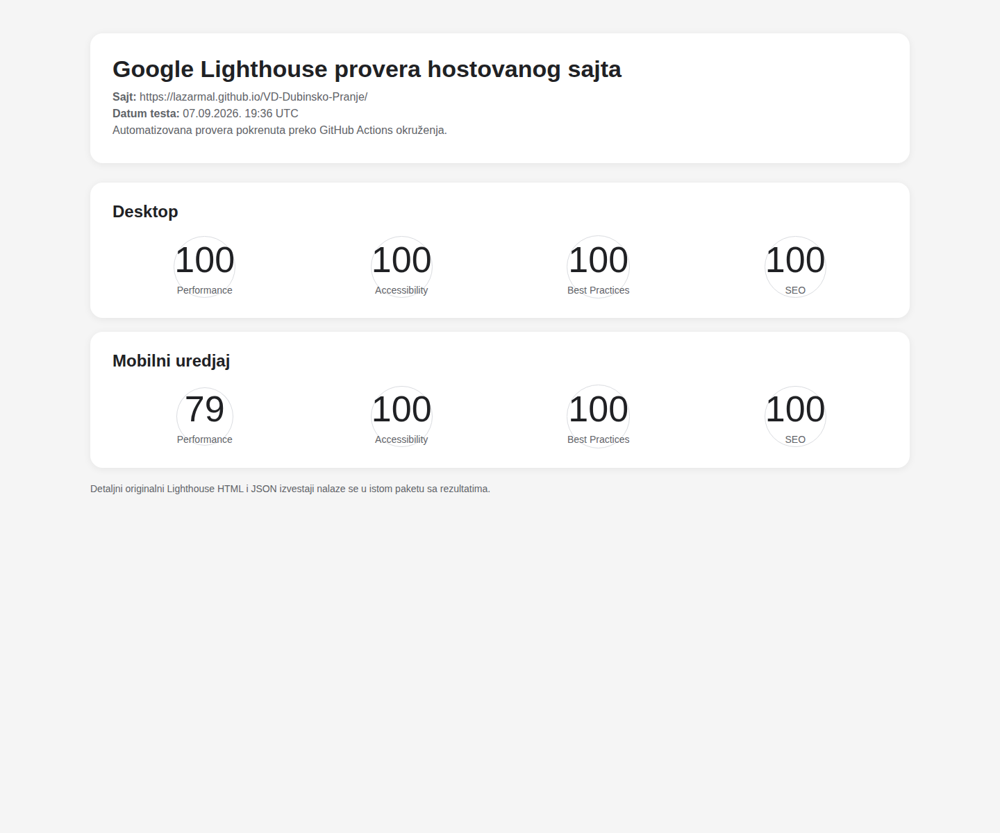 Google Lighthouse provera hostovanog sajta
Sajt: https://lazarmal.github.io/VD-Dubinsko-Pranje/
Datum testa: 07.09.2026. 19:36 UTC
Automatizovana provera pokrenuta preko GitHub Actions okruženja.
Desktop
100 100 100 100
Performance Accessibility Best Practices SEO
Mobilni uredjaj
79 100 100 100
Performance Accessibility Best Practices SEO
Detaljni originalni Lighthouse HTML i JSON izvestaji nalaze se u istom paketu sa rezultatima.